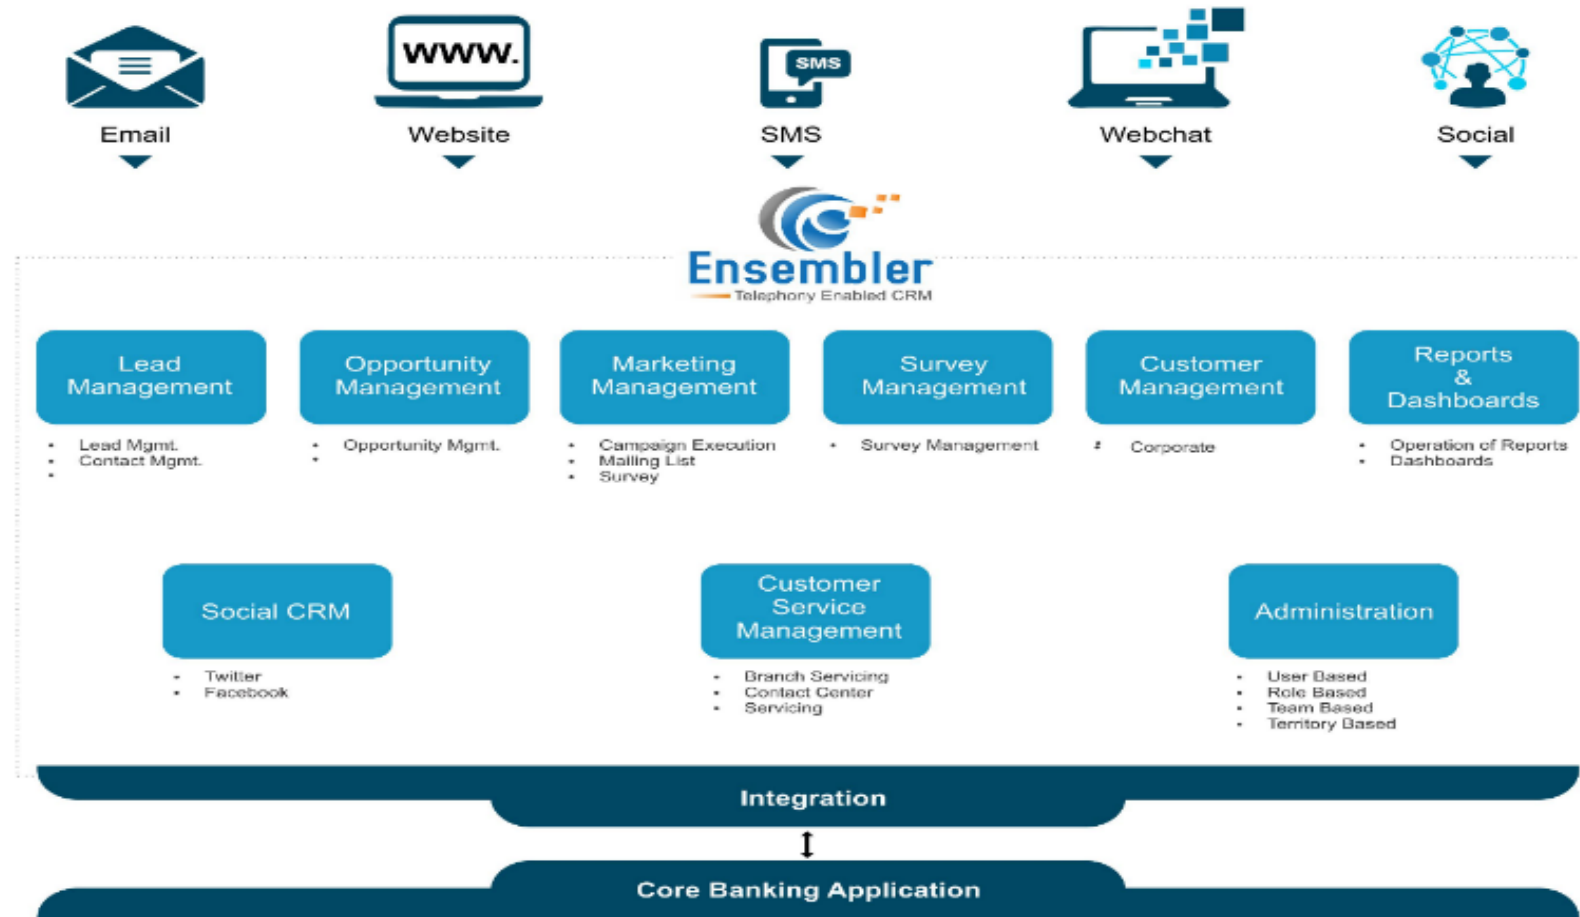 WWW.
SMS
Email
Website
SMS
Webchat
Social
Ensembler
Telephony Enabled CRM
Lead
Management
Opportunity
Management
Marketing
Management
Survey
Management
Customer
Management
Reports
&
Dashboards
• Lead Mgmt.
• Contact Mgmt.
•
• Opportunity Mgmt.
•
• Campaign Execution
• Mailing List
• Survey
• Survey Management
• Corporate
• Operation of Reports
• Dashboards
Social CRM
Customer
Service
Management
Administration
• Twitter
• Facebook
• Branch Servicing
• Contact Center
• Servicing
• User Based
• Role Based
• Team Based
• Territory Based
Integration
Core Banking Application